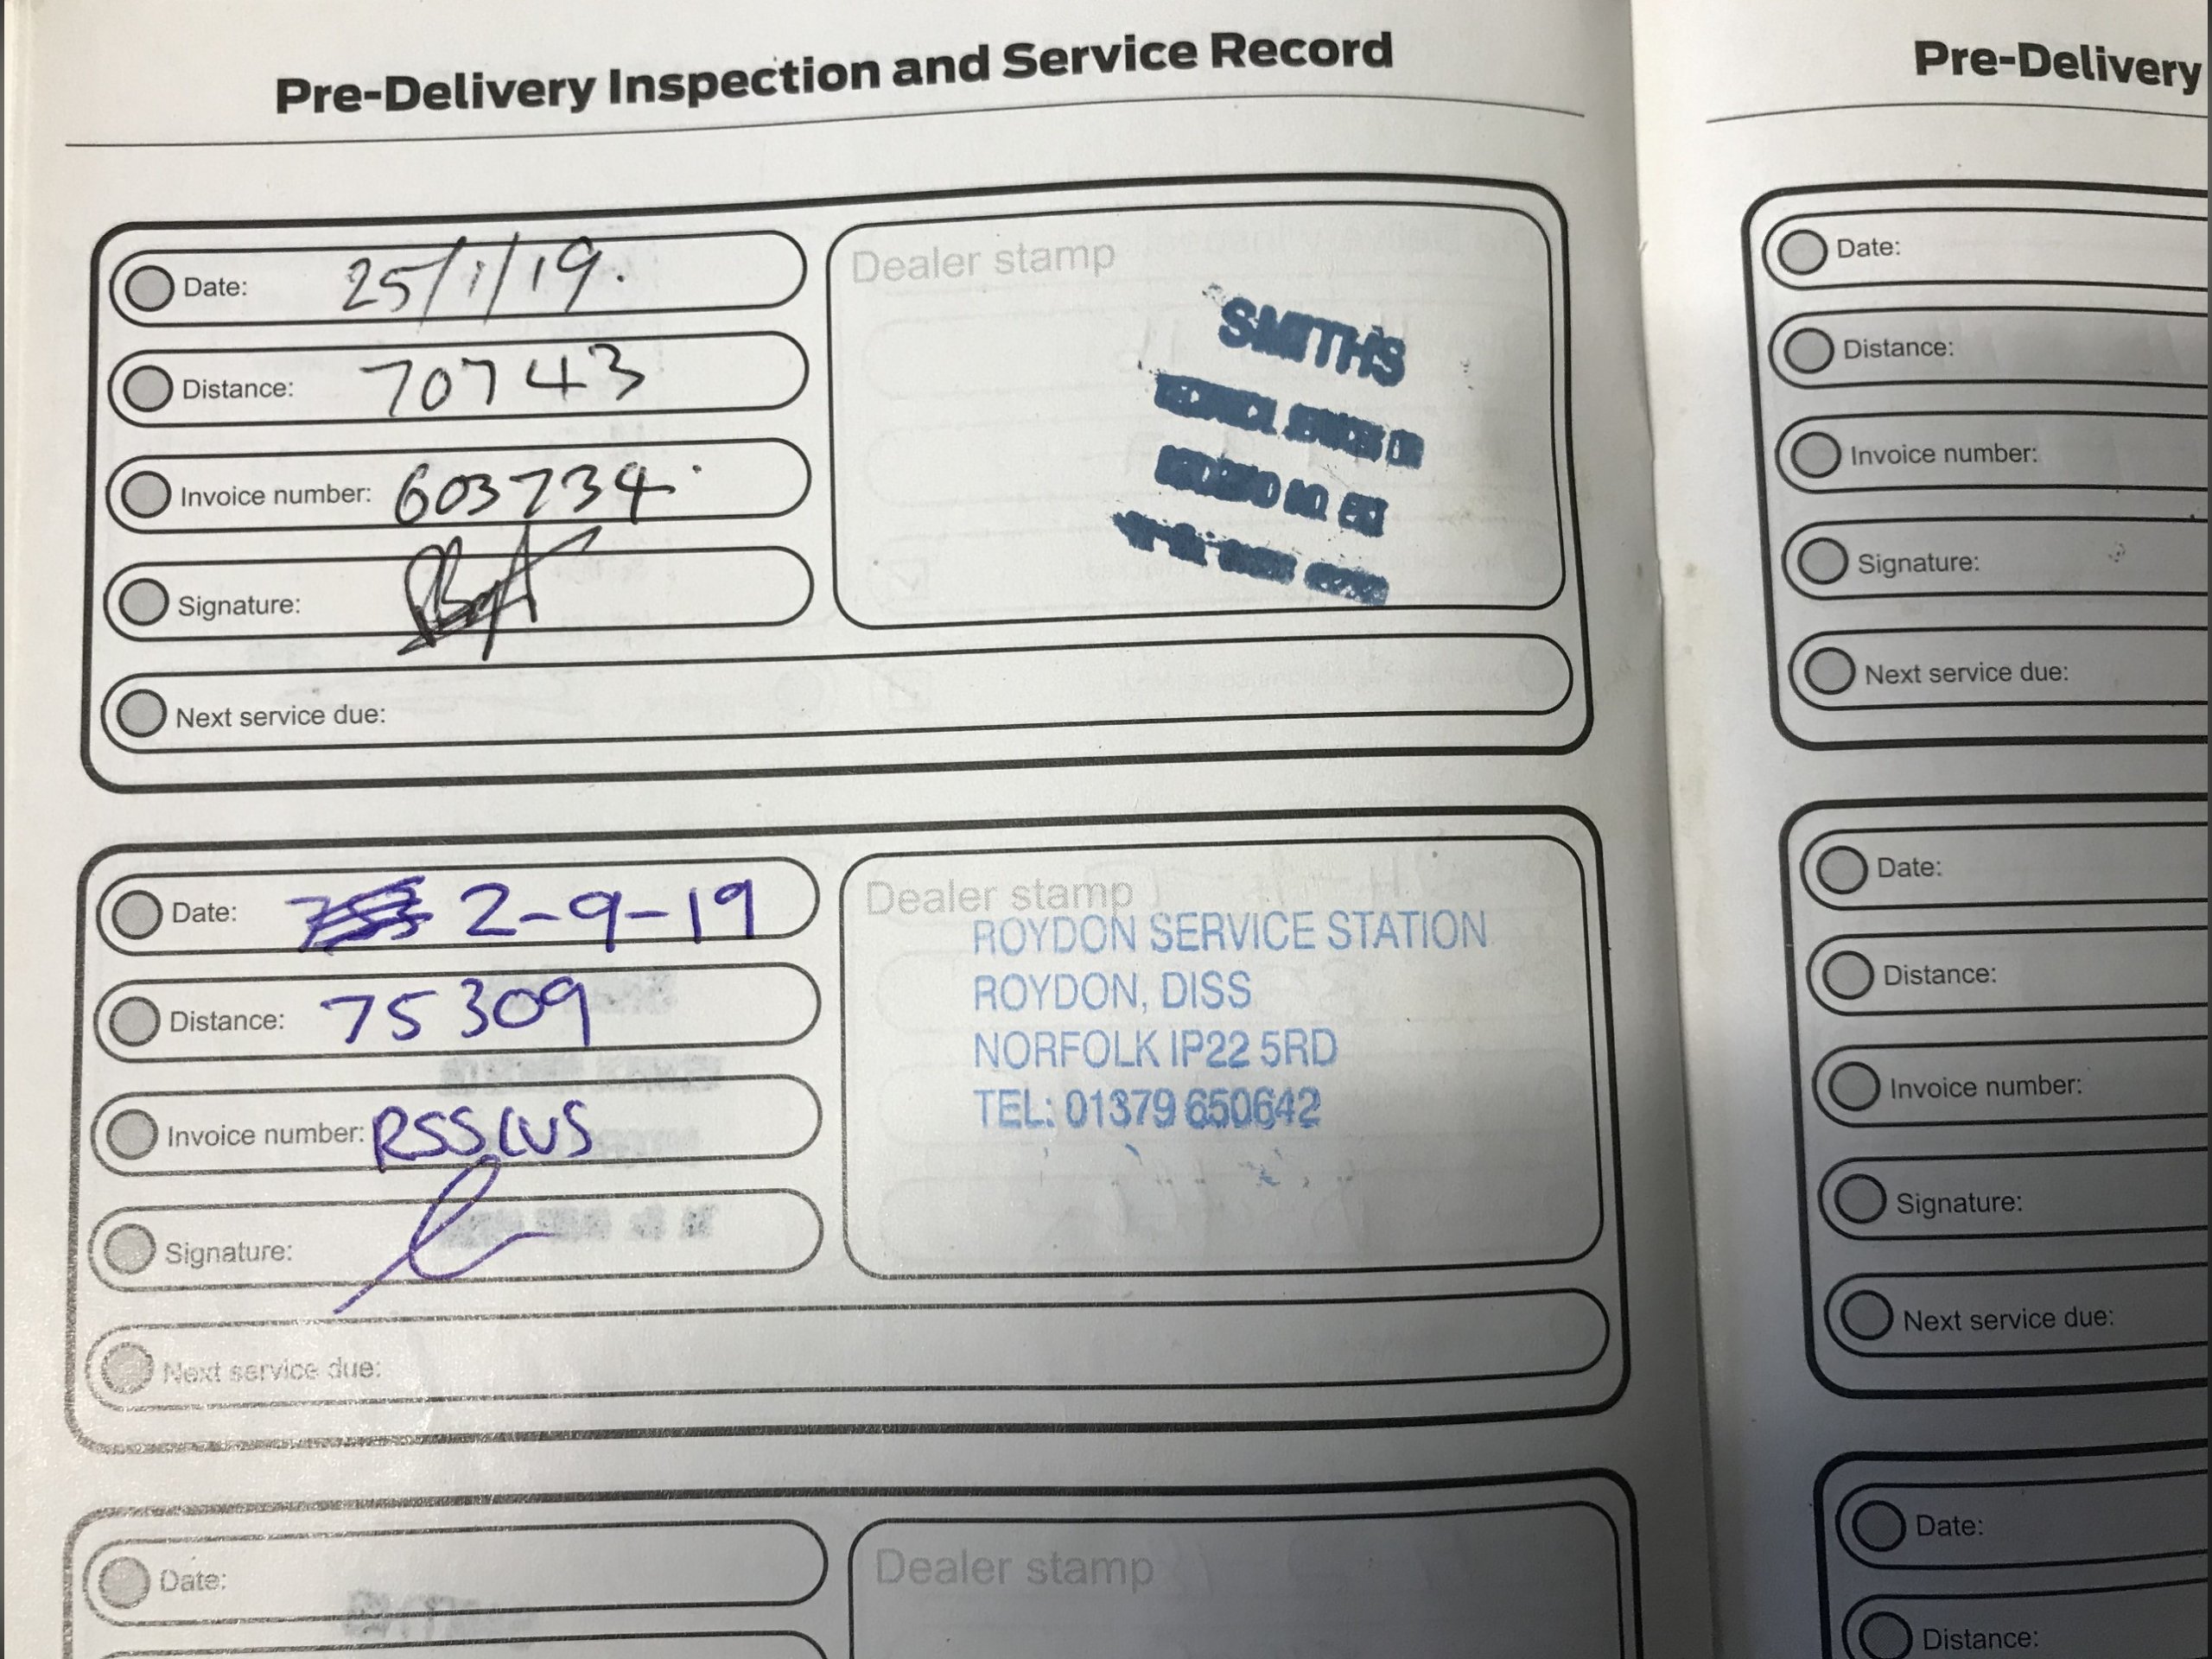 Pre-Delivery Inspection and Service Record
Date: 25/1/19.
Distance: 70743
Invoice number: 603734
Signature:
Next service due:
Dealer stamp
SMITHS
Date: 2-9-19
Distance: 75309
Invoice number: RSS
Signature:
Next service due:
Dealer stamp
ROYDON SERVICE STATION
ROYDON, DISS
NORFOLK IP22 5RD
TEL: 01379 650642
Date:
Dealer stamp
Pre-Delivery
Date:
Distance:
Invoice number:
Signature:
Next service due:
Date:
Distance:
Invoice number:
Signature:
Next service due:
Date:
Distance: